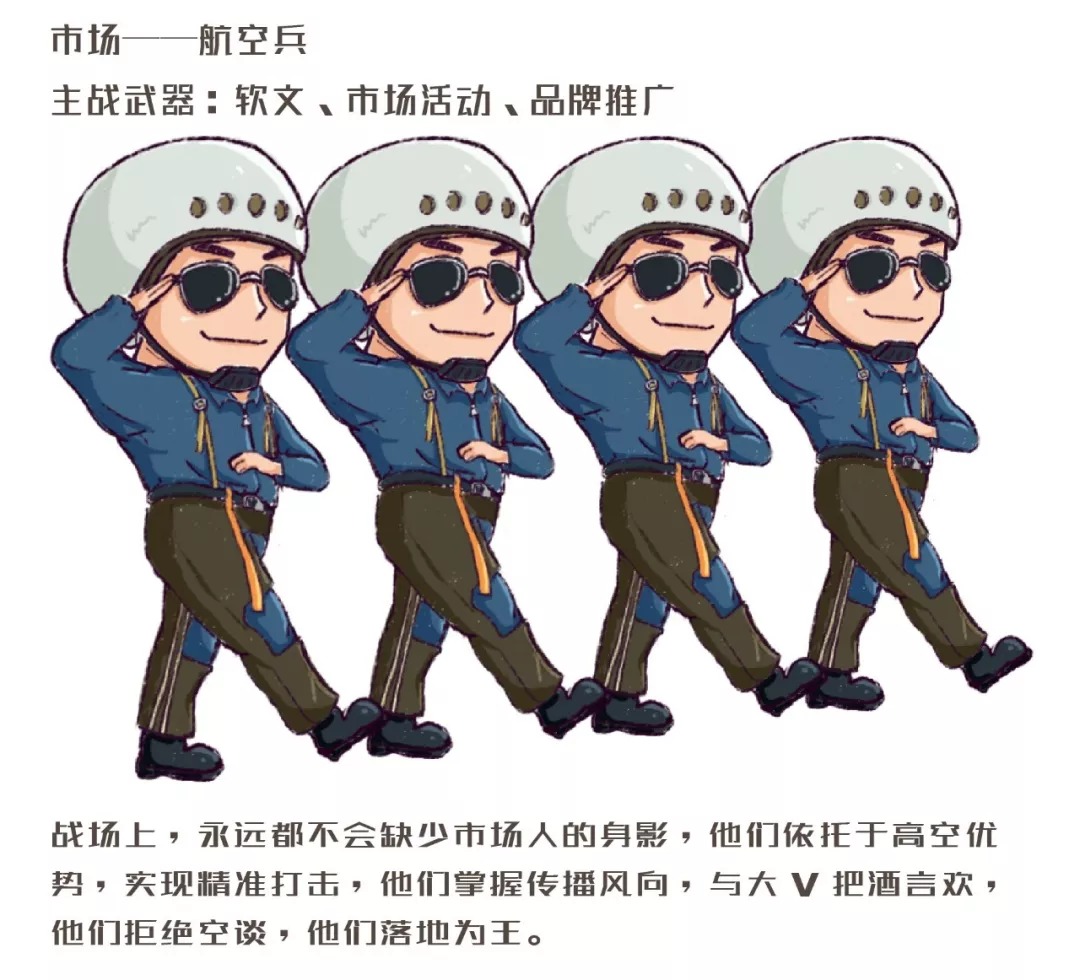 市场——航空兵
主战武器：软文、市场活动、品牌推广
战场上，永远都不会缺少市场人的身影，他们依托于高空优
势，实现精准打击，他们掌握传播风向，与大 V 把酒言欢，
他们拒绝空谈，他们落地为王。